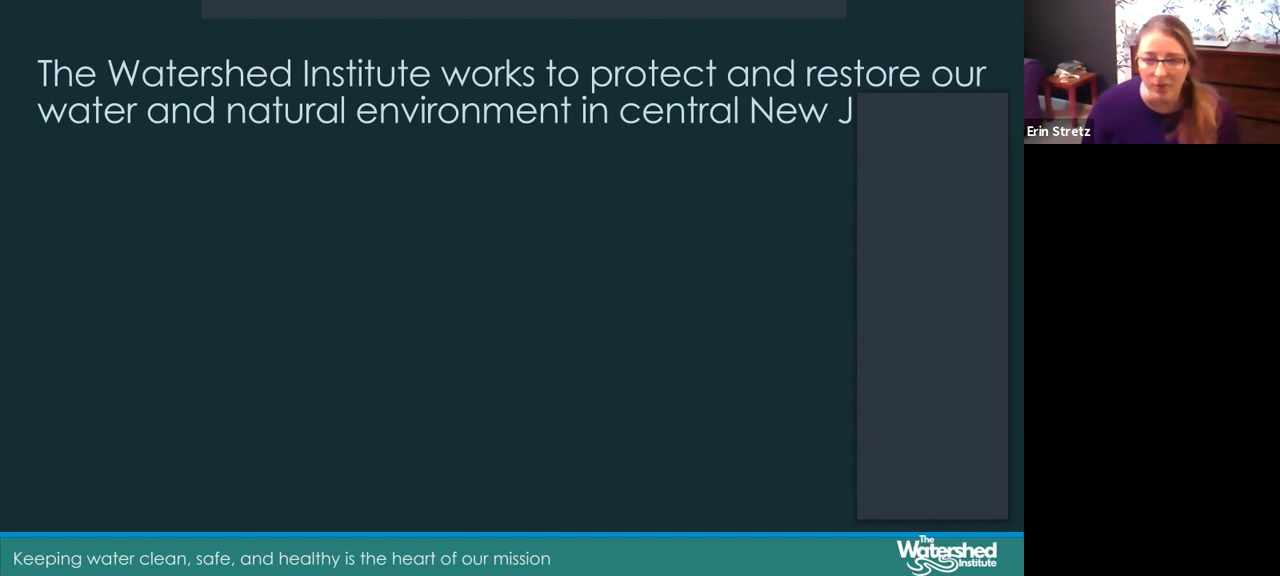 The Watershed Institute works to protect and restore our
water and natural environment in central New J
Erin Stretz
Keeping water clean, safe, and healthy is the heart of our mission
The
Watershed
Institute